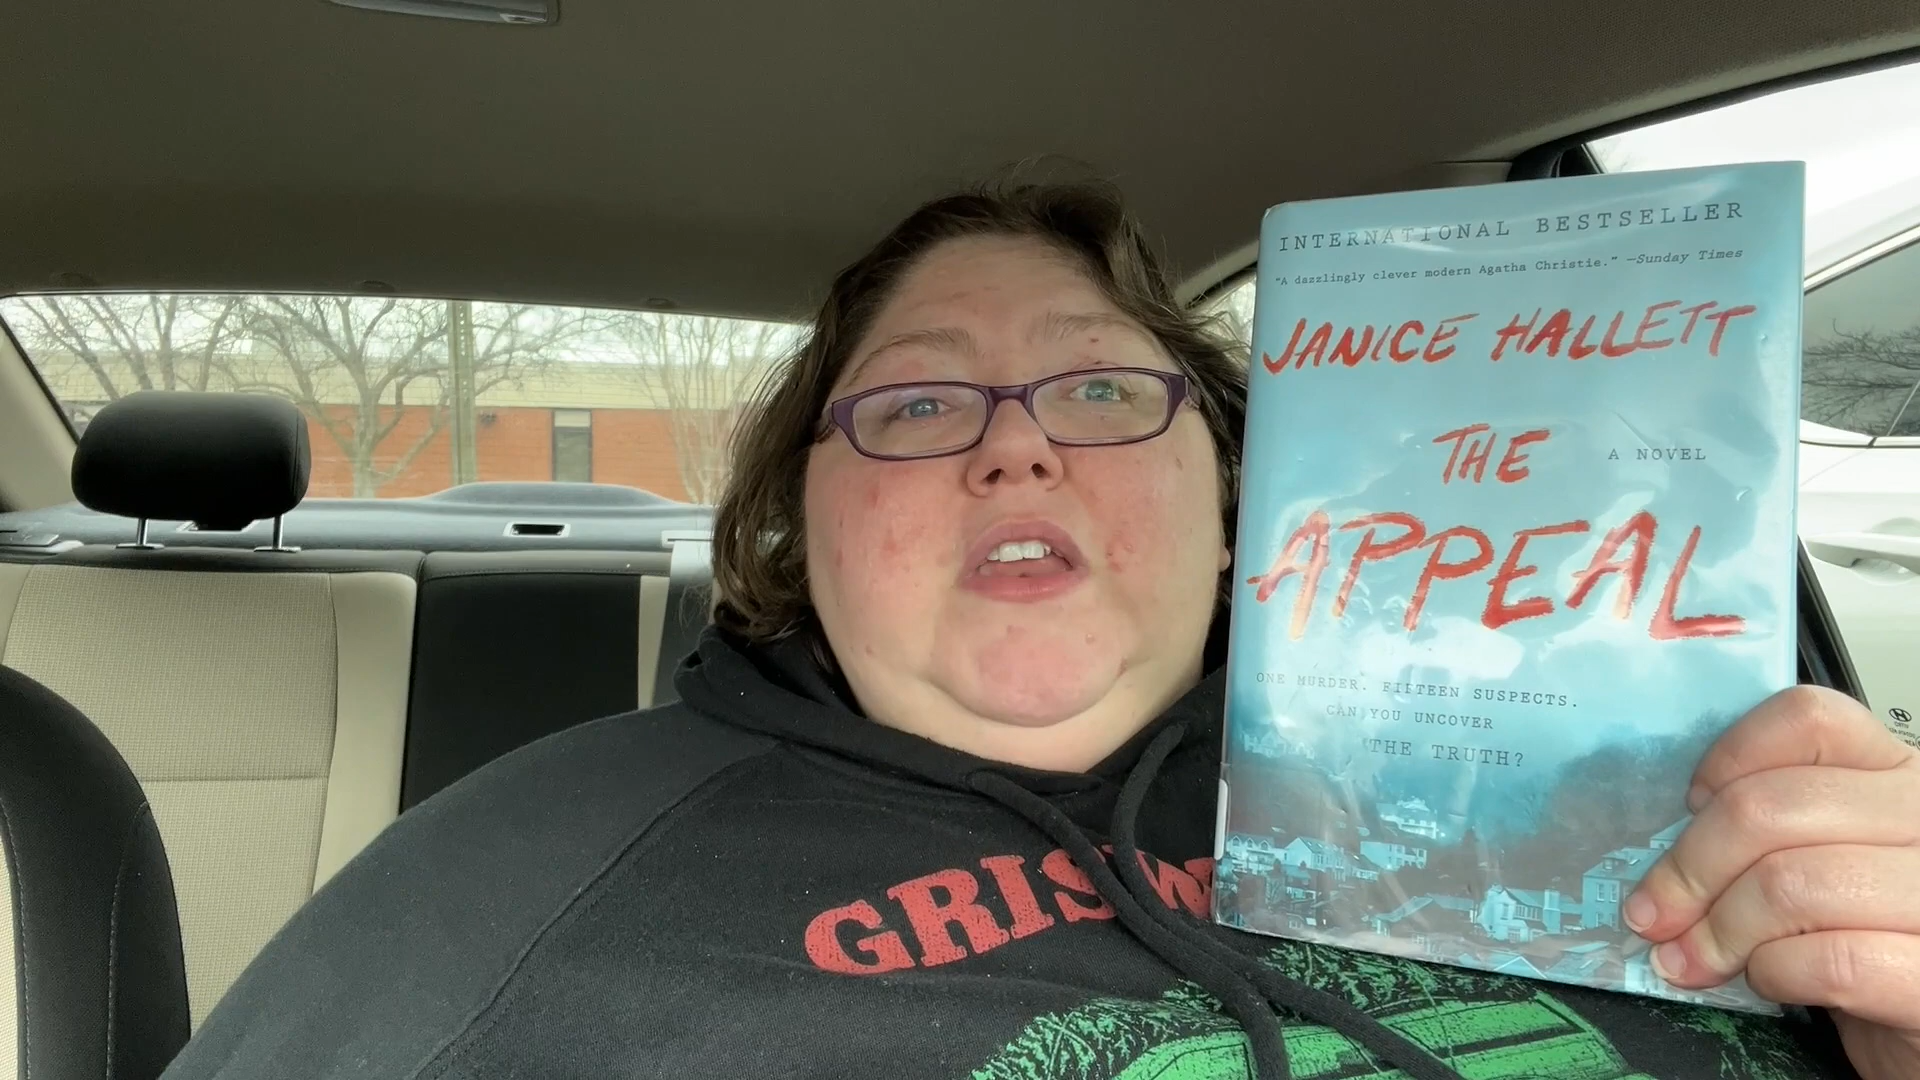 INTERNATIONAL BESTSELLER
"A dazzlingly clever modern Agatha Christie." —Sunday Times
JANICE HALLETT
THE
A NOVEL
APPEAL
ONE MURDER. FIFTEEN SUSPECTS.
CAN YOU UNCOVER
THE TRUTH?
GRISW